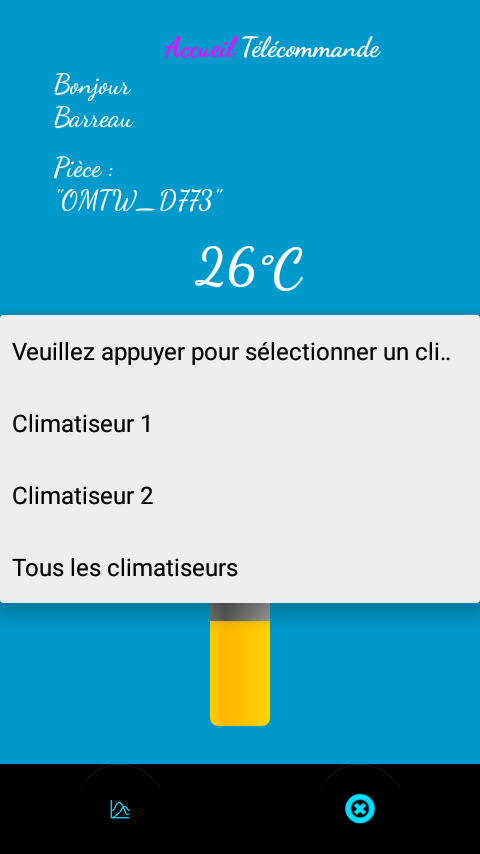 Accueil Télécommande
Bonjour
Barreau
Pièce :
"OMTW_D773"
26°C
Veuillez appuyer pour sélectionner un cli..
Climatiseur 1
Climatiseur 2
Tous les climatiseurs